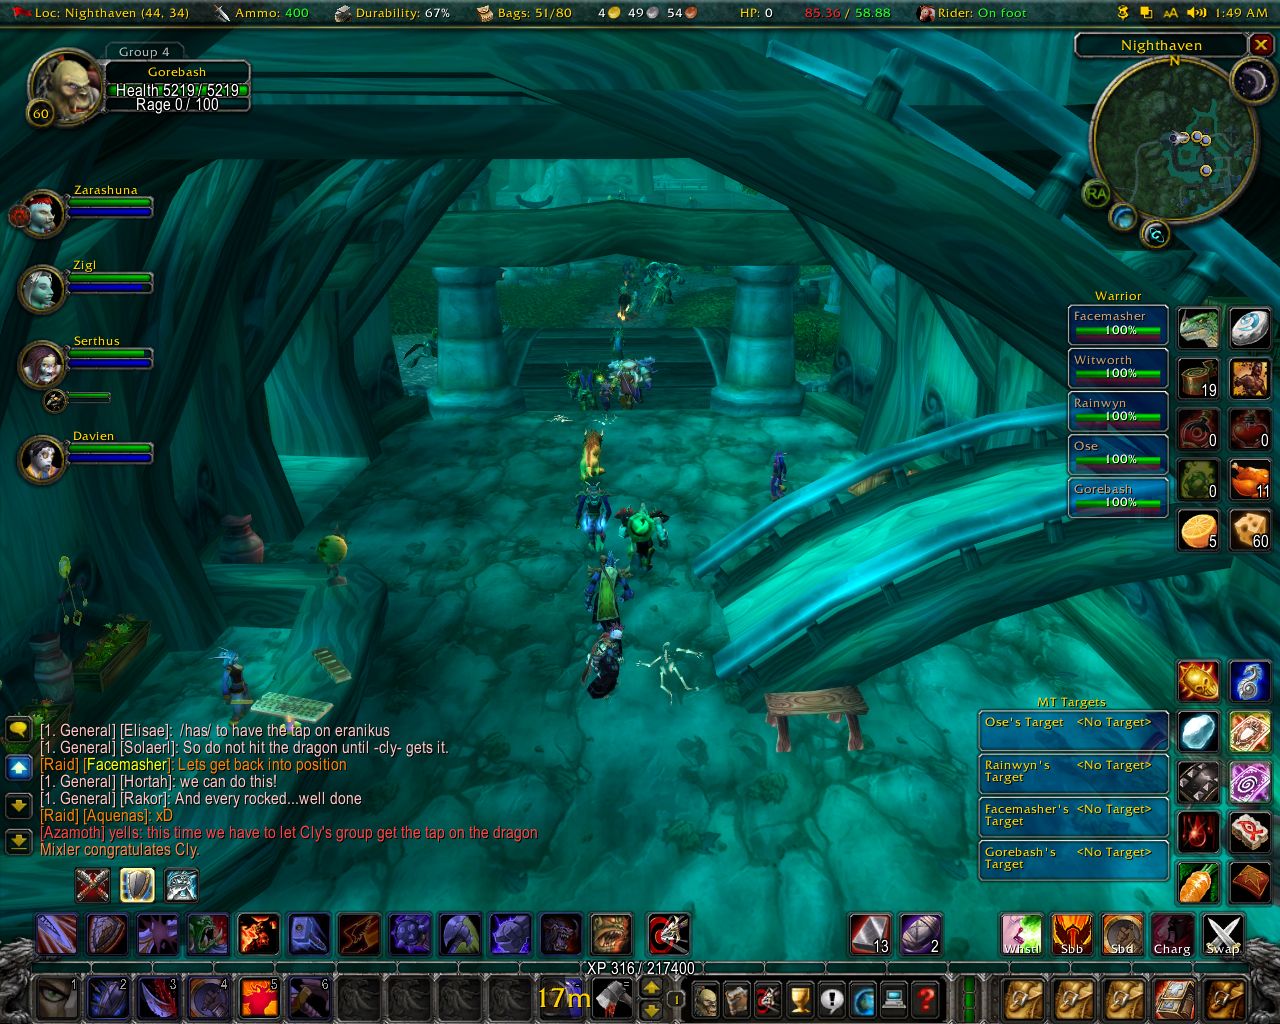 Loc: Nighthaven (44, 34) Ammo: 400 Durability: 67% Bags: 51/80 4 49 54 HP: 0 85.36 / 58.88 Rider: On foot AA 1:49 AM
Group 4
Gorebash
Health 5219 / 5219
Rage 0 / 100
60
Nighthaven
N
RA
Zarashuna
Zigl
Serthus
Davien
Warrior
Facemasher
100%
Witworth
100%
Rainwyn
100%
Ose
100%
Gorebash
100%
19
0 0
0 11
5 60
MT Targets
Ose's Target <No Target>
Rainwyn's Target <No Target>
Facemasher's Target <No Target>
Gorebash's Target <No Target>
[1. General] [Elisae]: /has/ to have the tap on eranikus
[1. General] [Solaerl]: So do not hit the dragon until -cly- gets it.
[Raid] [Facemasher]: Lets get back into position
[1. General] [Hortah]: we can do this!
[1. General] [Rakor]: And every rocked...well done
[Raid] [Aquenas]: xD
[Azamoth] yells: this time we have to let Cly's group get the tap on the dragon
Mixler congratulates Cly.
13 2 Whstl Sbb Sbd Charg Swap
XP 316 / 217400
1 2 3 4 5 6 17m = 1 ?